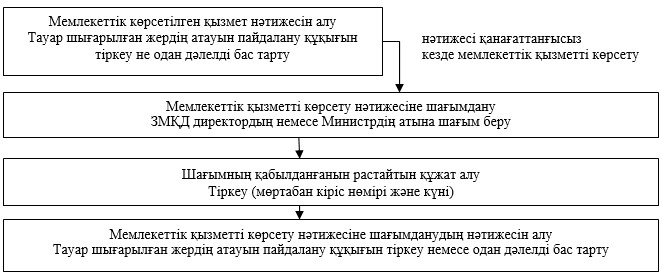 Мемлекеттік көрсетілген қызмет нәтижесін алу
Тауар шығарылған жердің атауын пайдалану құқығын
тіркеу не одан дәлелді бас тарту
нәтижесі қанағаттанғысыз
кезде мемлекеттік қызметті көрсету
Мемлекеттік қызметті көрсету нәтижесіне шағымдану
ЗМҚД директордың немесе Министрдің атына шағым беру
Шағымның қабылданғанын растайтын құжат алу
Тіркеу (мөртабан кіріс нөмірі және күні)
Мемлекеттік қызметті көрсету нәтижесіне шағымданудың нәтижесін алу
Тауар шығарылған жердің атауын пайдалану құқығын тіркеу немесе одан дәлелді бас тарту